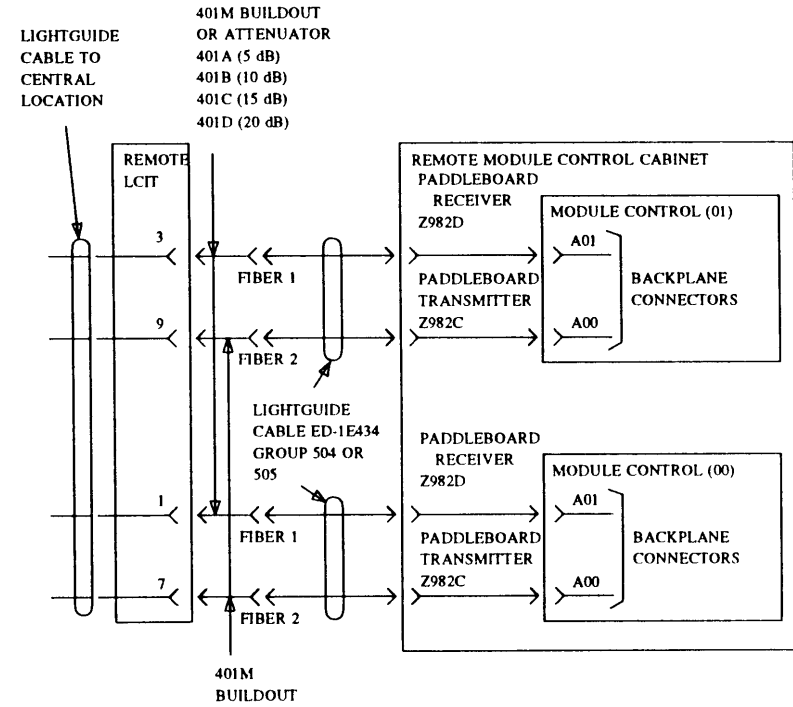 LIGHTGUIDE
CABLE TO
CENTRAL
LOCATION
401M BUILDOUT
OR ATTENUATOR
401A (5 dB)
401B (10 dB)
401C (15 dB)
401D (20 dB)
REMOTE
LCIT
3
9
1
7
FIBER 1
FIBER 2
LIGHTGUIDE
CABLE ED-1E434
GROUP 504 OR
505
FIBER 1
FIBER 2
401M
BUILDOUT
REMOTE MODULE CONTROL CABINET
PADDLEBOARD
RECEIVER
Z982D
PADDLEBOARD
TRANSMITTER
Z982C
MODULE CONTROL (01)
A01
A00
BACKPLANE
CONNECTORS
PADDLEBOARD
RECEIVER
Z982D
PADDLEBOARD
TRANSMITTER
Z982C
MODULE CONTROL (00)
A01
A00
BACKPLANE
CONNECTORS